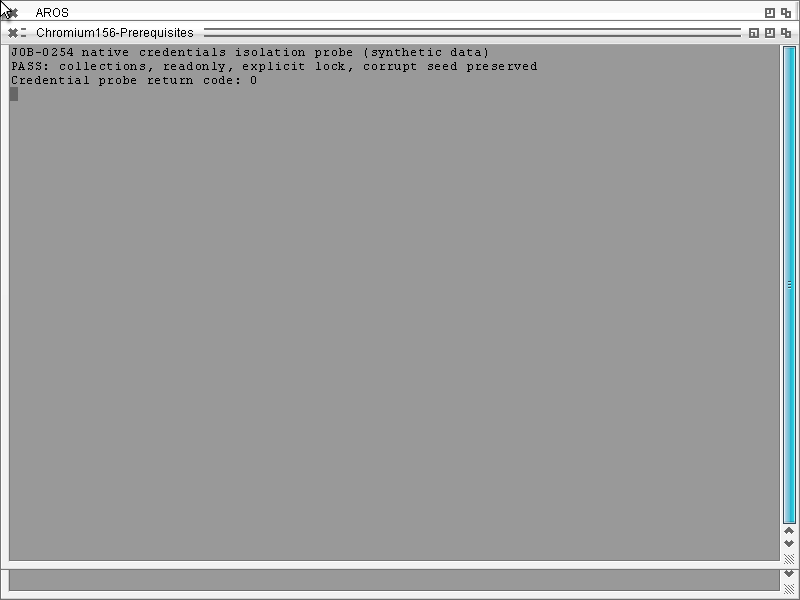 AROS
Chromium156-Prerequisites
JOB-0254 native credentials isolation probe (synthetic data)
PASS: collections, readonly, explicit lock, corrupt seed preserved
Credential probe return code: 0